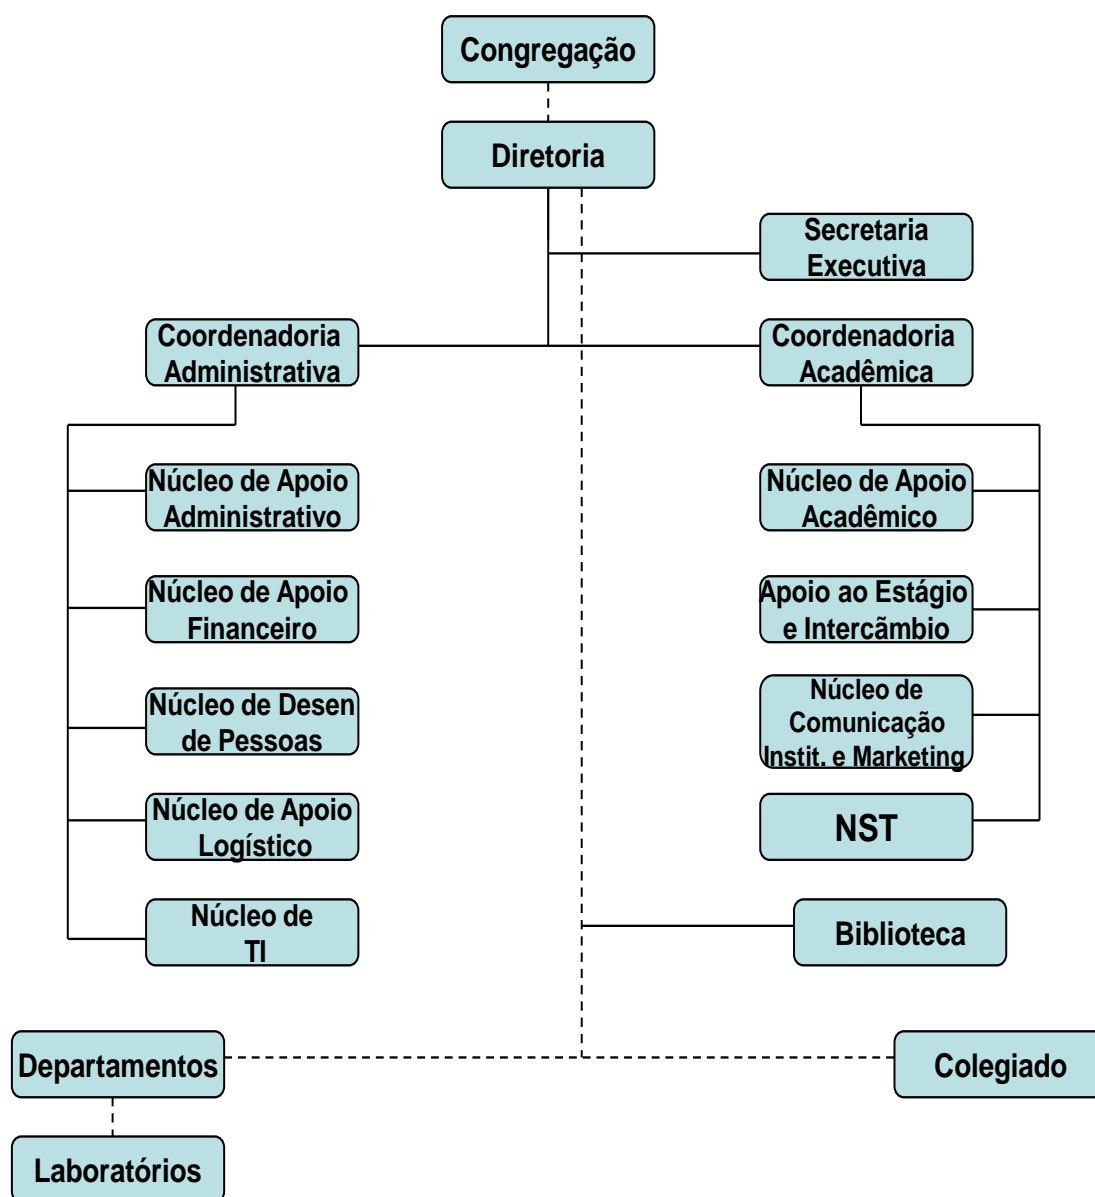 Congregação
Diretoria
Secretaria
Executiva
Coordenadoria
Administrativa
Coordenadoria
Acadêmica
Núcleo de Apoio
Administrativo
Núcleo de Apoio
Financeiro
Núcleo de Desen
de Pessoas
Núcleo de Apoio
Logístico
Núcleo de
TI
Núcleo de Apoio
Acadêmico
Apoio ao Estágio
e Intercãmbio
Núcleo de
Comunicação
Instit. e Marketing
NST
Biblioteca
Departamentos
Colegiado
Laboratórios